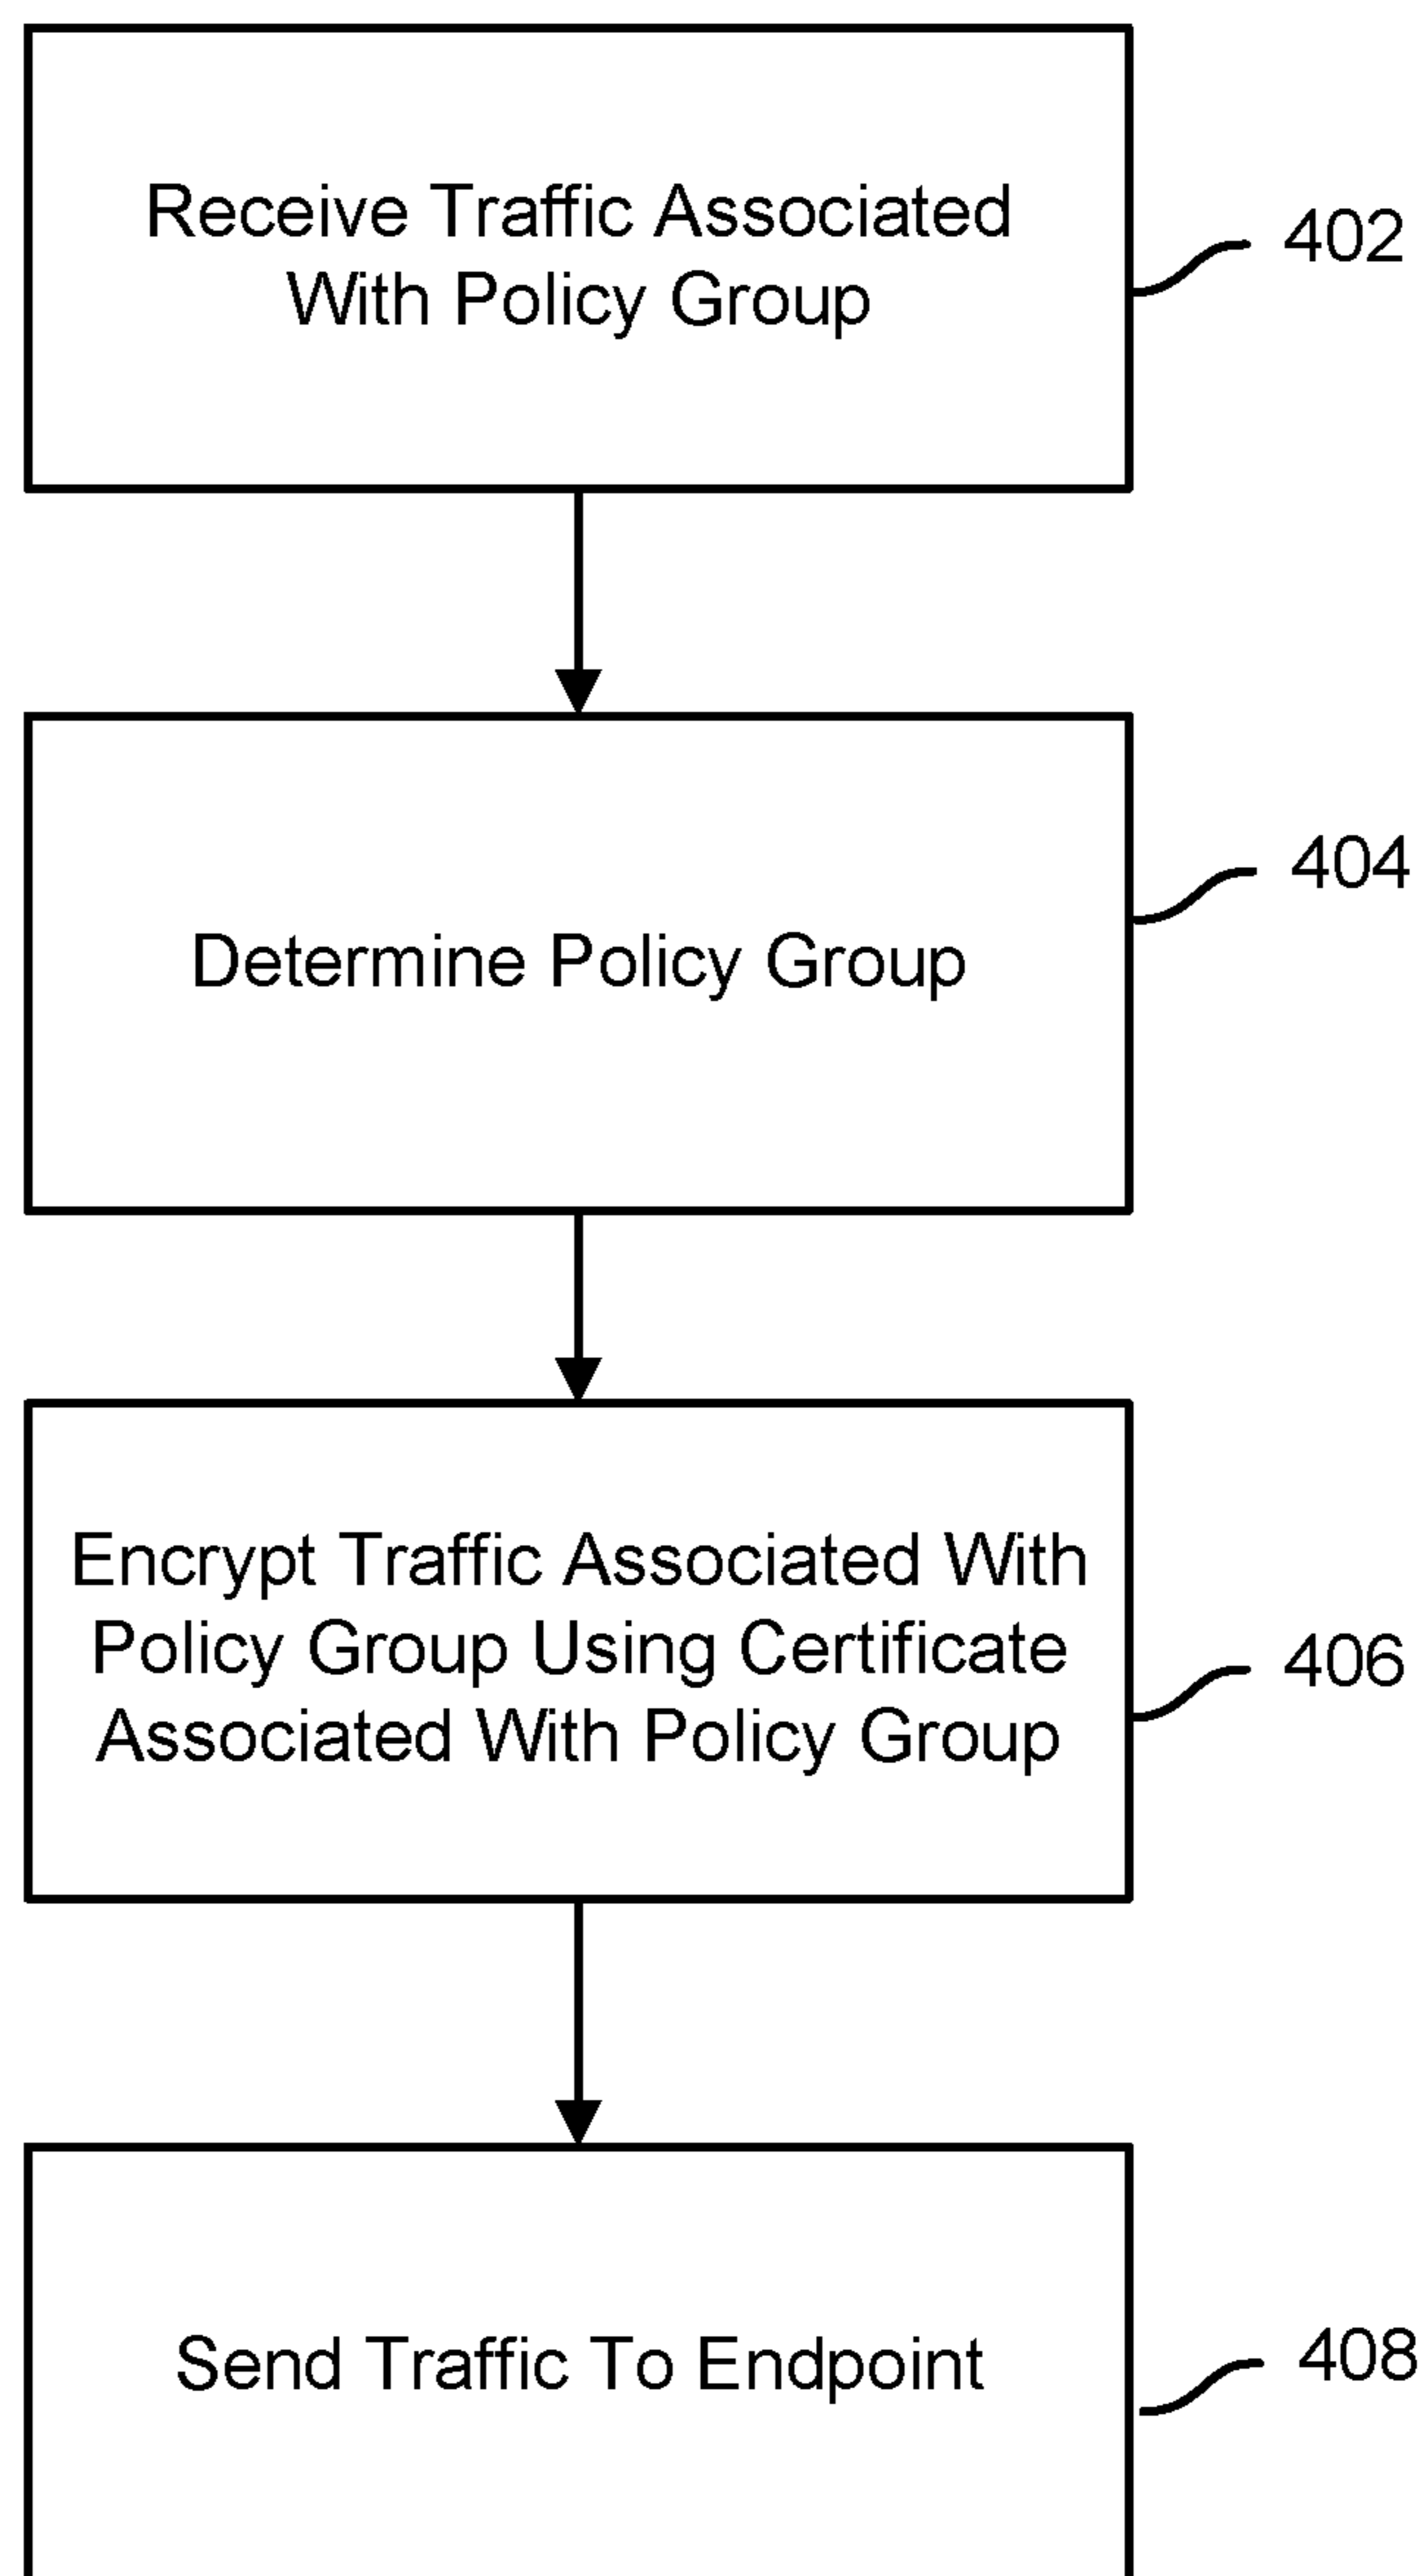 Receive Traffic Associated
With Policy Group
402
Determine Policy Group
404
Encrypt Traffic Associated With
Policy Group Using Certificate
Associated With Policy Group
406
Send Traffic To Endpoint
408